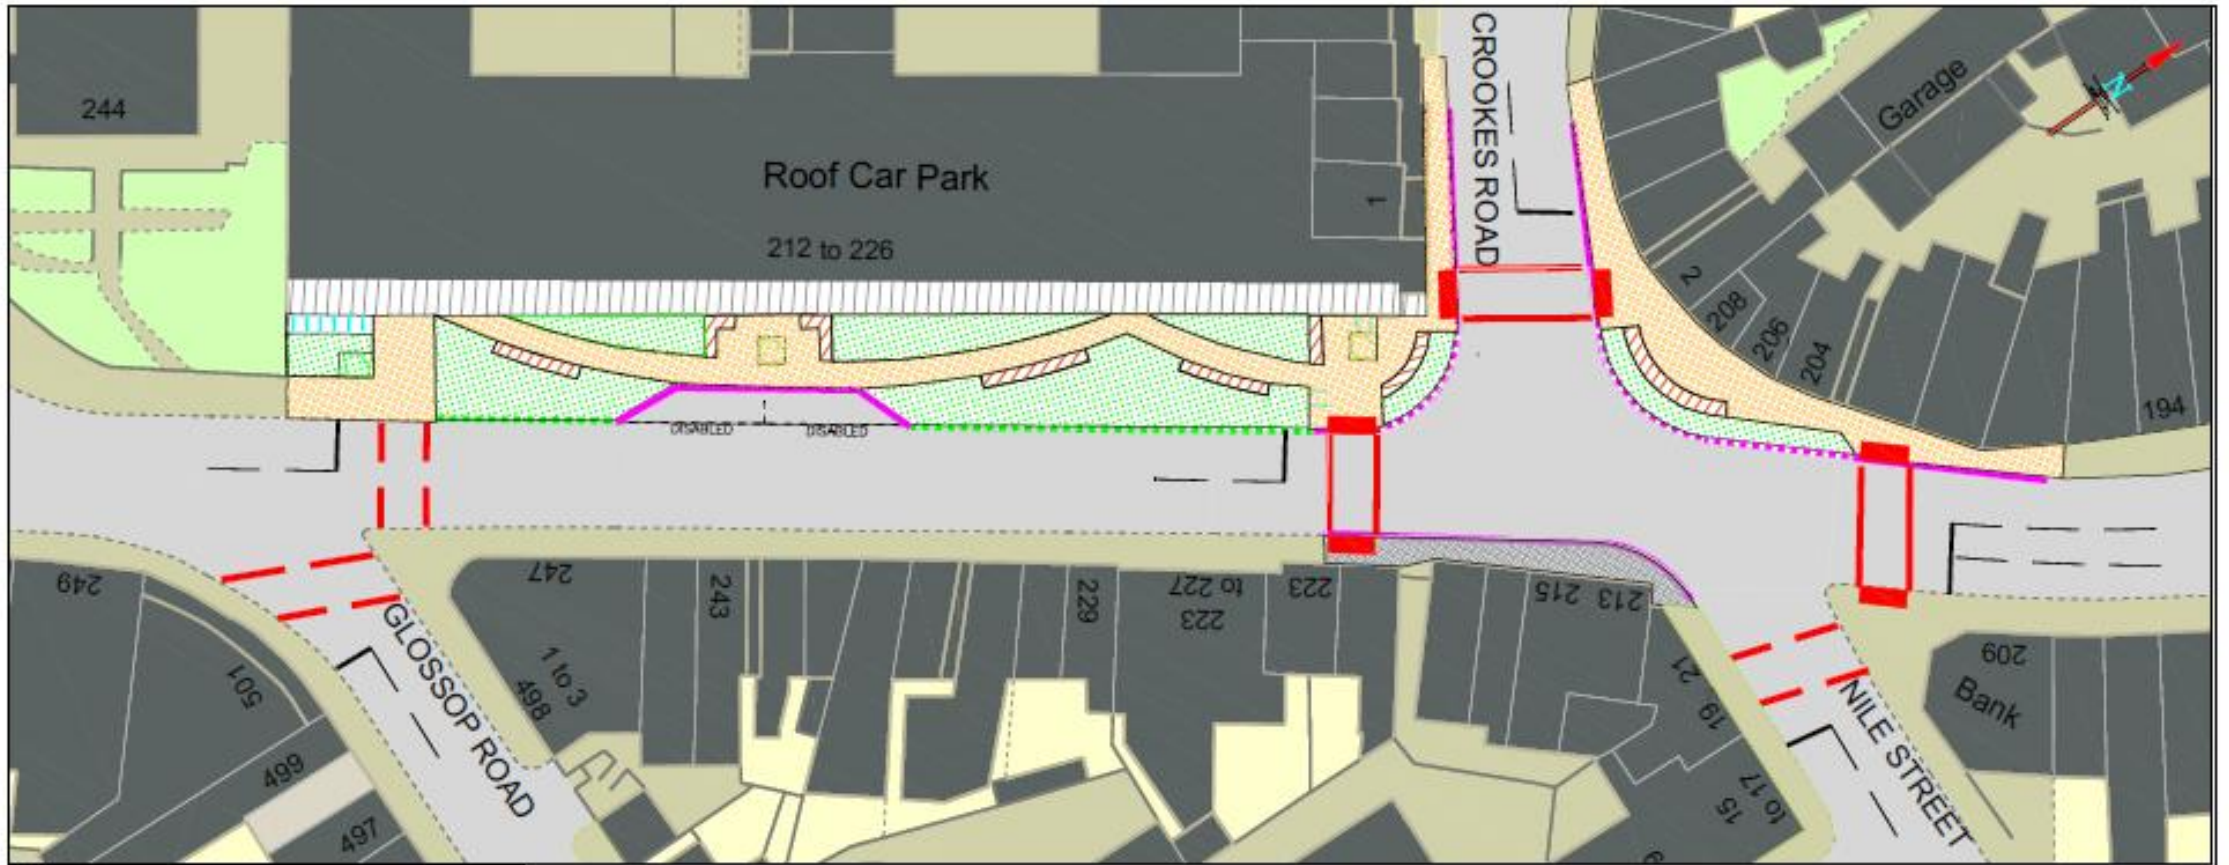 244
Roof Car Park
212 to 226
1
CROOKES ROAD
Garage
N
2
208
206
204
194
DISABLED
DISABLED
249
247
243
229
223
to 227
223
215
213
209
Bank
501
499
497
1 to 3
498
GLOSSOP ROAD
21
19
15
to 17
NILE STREET